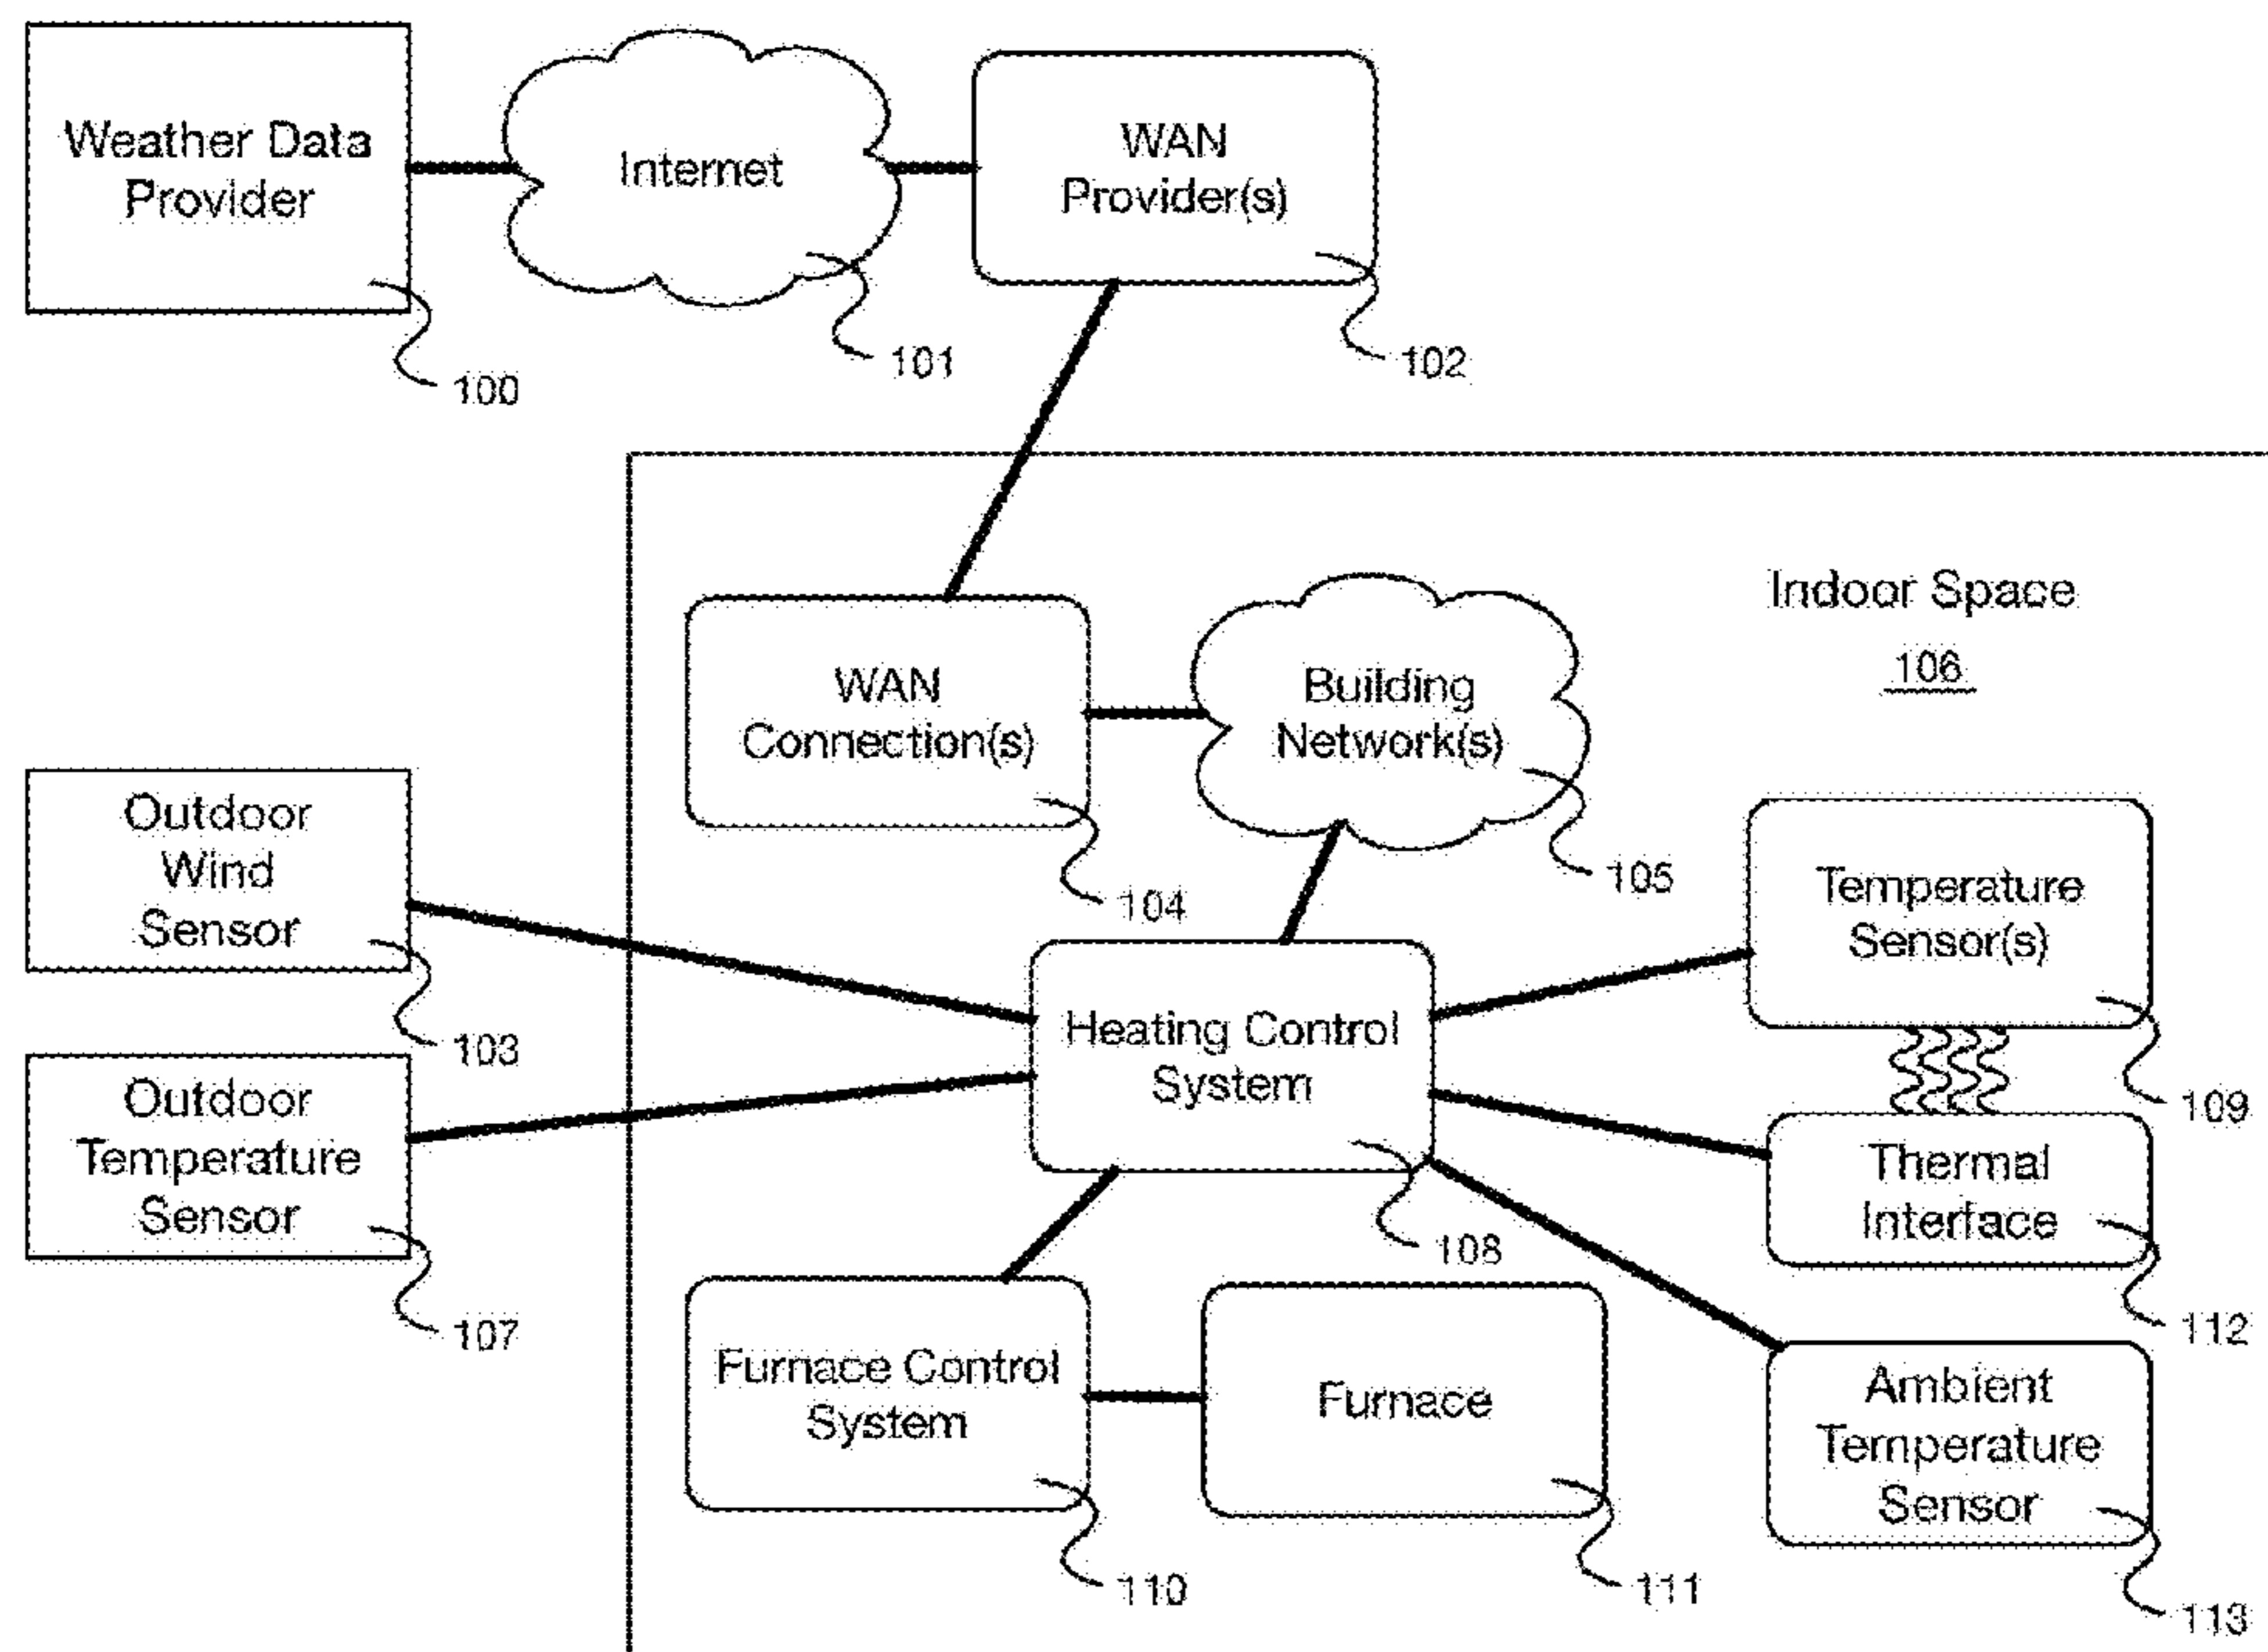 Weather Data
Provider
100
Internet
101
WAN
Provider(s)
102
Indoor Space
106
WAN
Connection(s)
104
Building
Network(s)
105
Outdoor
Wind
Sensor
103
Temperature
Sensor(s)
109
Heating Control
System
108
Outdoor
Temperature
Sensor
107
Thermal
Interface
112
Furnace Control
System
110
Furnace
111
Ambient
Temperature
Sensor
113